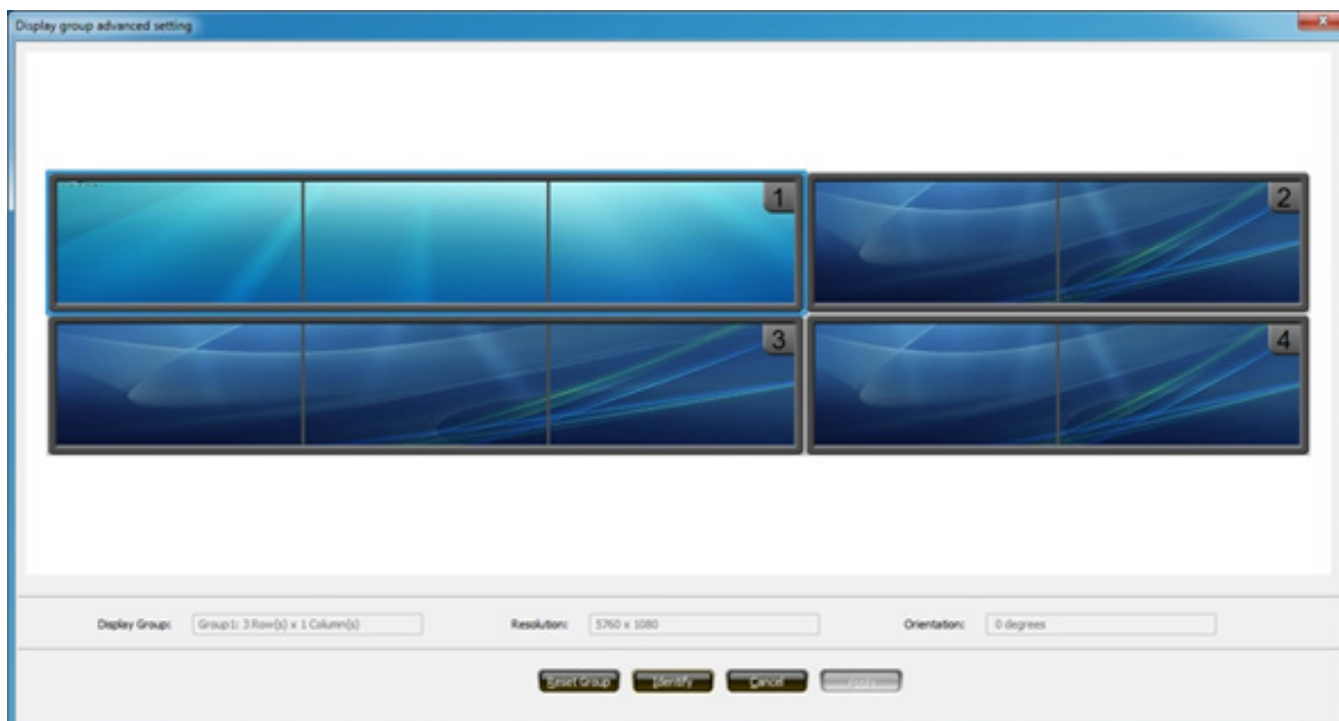 Display group advanced setting
1
2
3
4
Display Group: Group1: 3 Row(s) x 1 Column(s)
Resolution: 5760 x 1080
Orientation: 0 degrees
Reset Group
Identify
Cancel
Apply